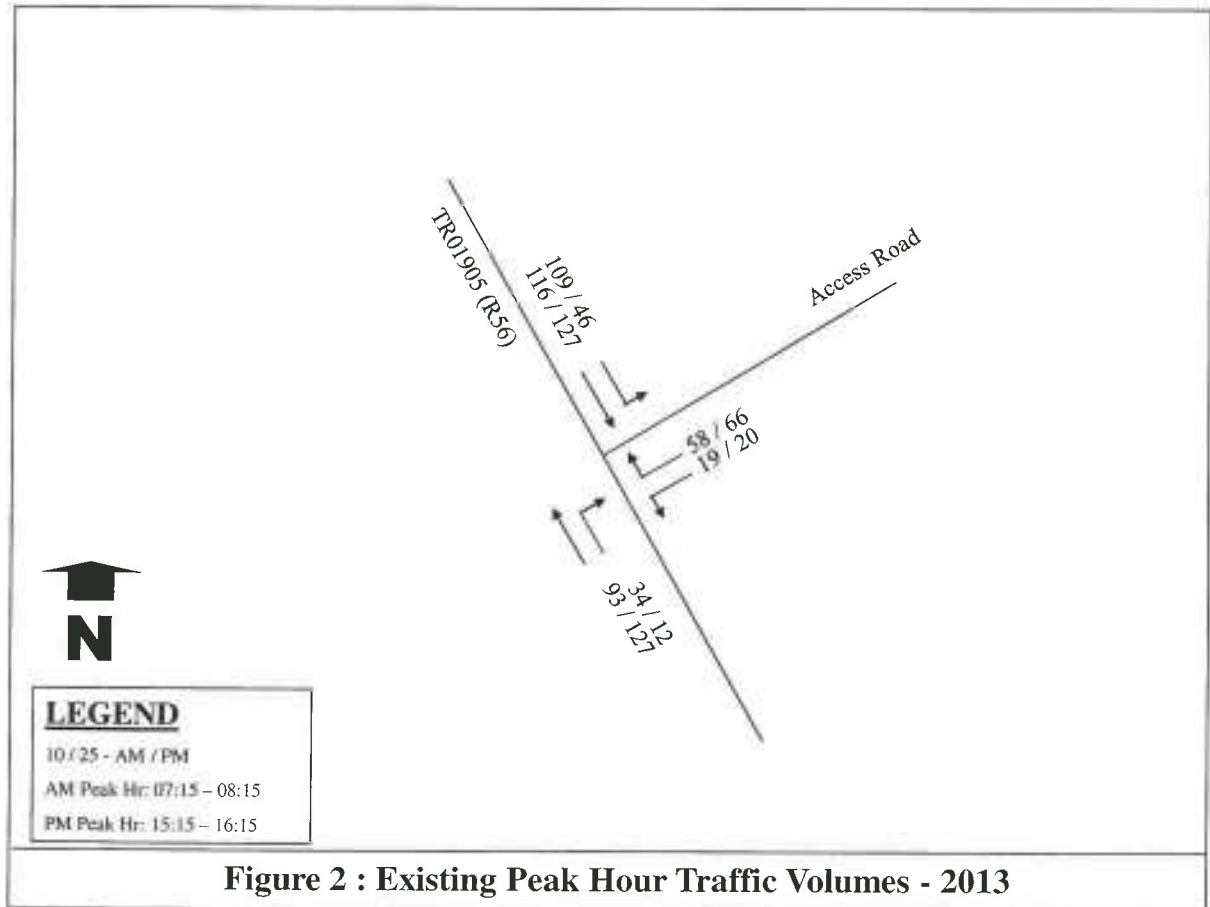 TR01905 (R56)
109 / 46
116 / 127
Access Road
58 / 66
19 / 20
34 / 12
93 / 127
N
LEGEND
10 / 25 - AM / PM
AM Peak Hr: 07:15 – 08:15
PM Peak Hr: 15:15 – 16:15
Figure 2 : Existing Peak Hour Traffic Volumes - 2013